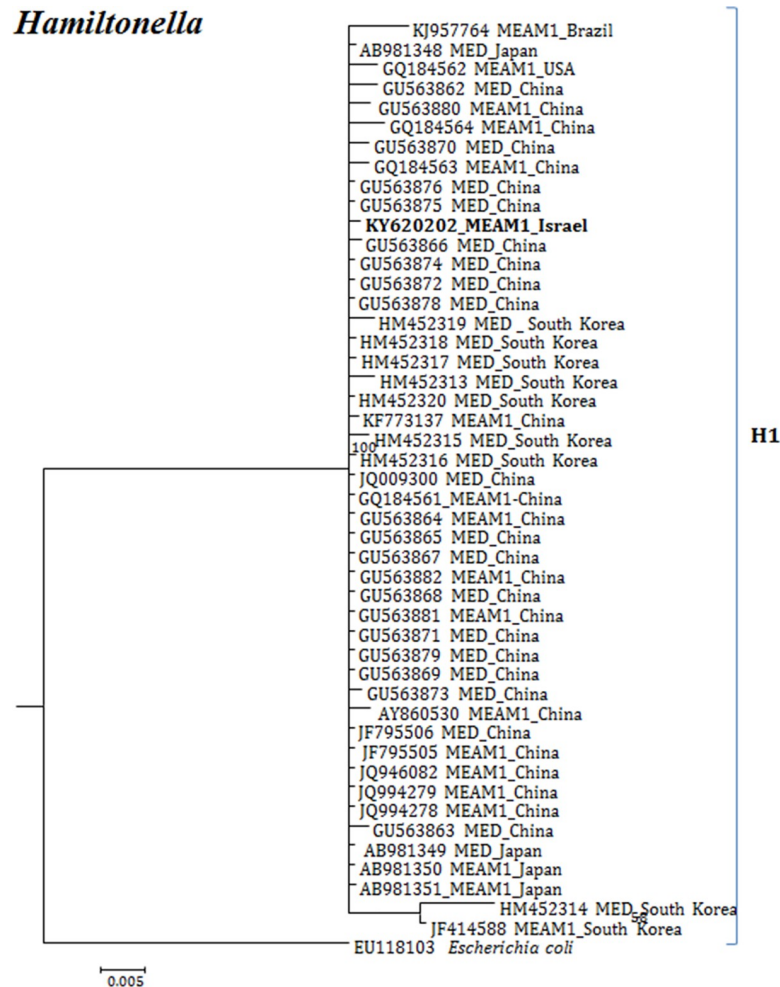 Hamiltonella
KJ957764 MEAM1_Brazil
AB981348 MED_Japan
GQ184562 MEAM1_USA
GU563862 MED_China
GU563880 MEAM1_China
GQ184564 MEAM1_China
GU563870 MED_China
GQ184563 MEAM1_China
GU563876 MED_China
GU563875 MED_China
KY620202_MEAM1_Israel
GU563866 MED_China
GU563874 MED_China
GU563872 MED_China
GU563878 MED_China
HM452319 MED _ South Korea
HM452318 MED_South Korea
HM452317 MED_South Korea
HM452313 MED_South Korea
HM452320 MED_South Korea
KF773137 MEAM1_China
HM452315 MED_South Korea
H1
100
HM452316 MED_South Korea
JQ009300 MED_China
GQ184561_MEAM1-China
GU563864 MEAM1_China
GU563865 MED_China
GU563867 MED_China
GU563882 MEAM1_China
GU563868 MED_China
GU563881 MEAM1_China
GU563871 MED_China
GU563879 MED_China
GU563869 MED_China
GU563873 MED_China
AY860530 MEAM1_China
JF795506 MED_China
JF795505 MEAM1_China
JQ946082 MEAM1_China
JQ994279 MEAM1_China
JQ994278 MEAM1_China
GU563863 MED_China
AB981349 MED_Japan
AB981350 MEAM1_Japan
AB981351_MEAM1_Japan
HM452314 MED_South Korea
58
JF414588 MEAM1_South Korea
EU118103 Escherichia coli
0.005